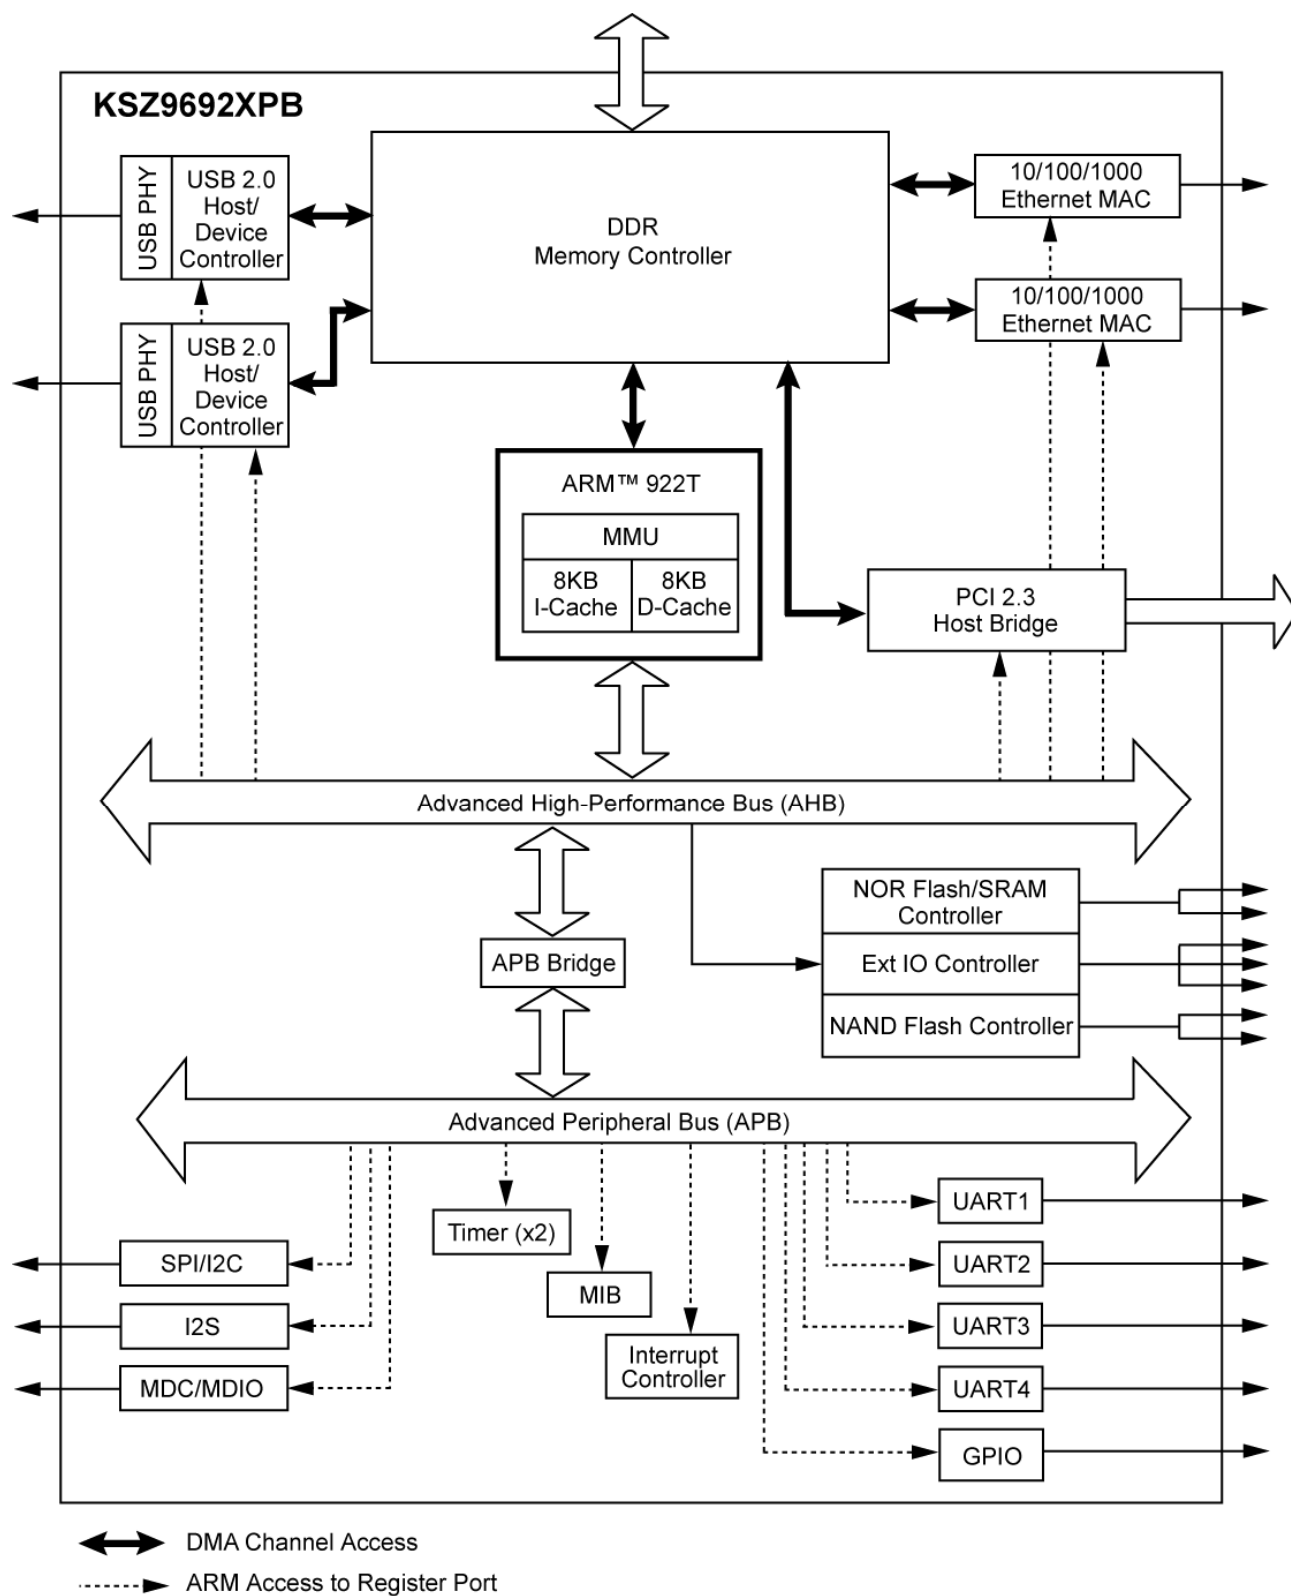 KSZ9692XPB
USB PHY
USB 2.0
Host/
Device
Controller
DDR
Memory Controller
10/100/1000
Ethernet MAC
USB PHY
USB 2.0
Host/
Device
Controller
10/100/1000
Ethernet MAC
ARM™ 922T
MMU
8KB
I-Cache
8KB
D-Cache
PCI 2.3
Host Bridge
Advanced High-Performance Bus (AHB)
NOR Flash/SRAM
Controller
APB Bridge
Ext IO Controller
NAND Flash Controller
Advanced Peripheral Bus (APB)
UART1
Timer (x2)
SPI/I2C
UART2
MIB
I2S
UART3
Interrupt
Controller
MDC/MDIO
UART4
GPIO
DMA Channel Access
ARM Access to Register Port